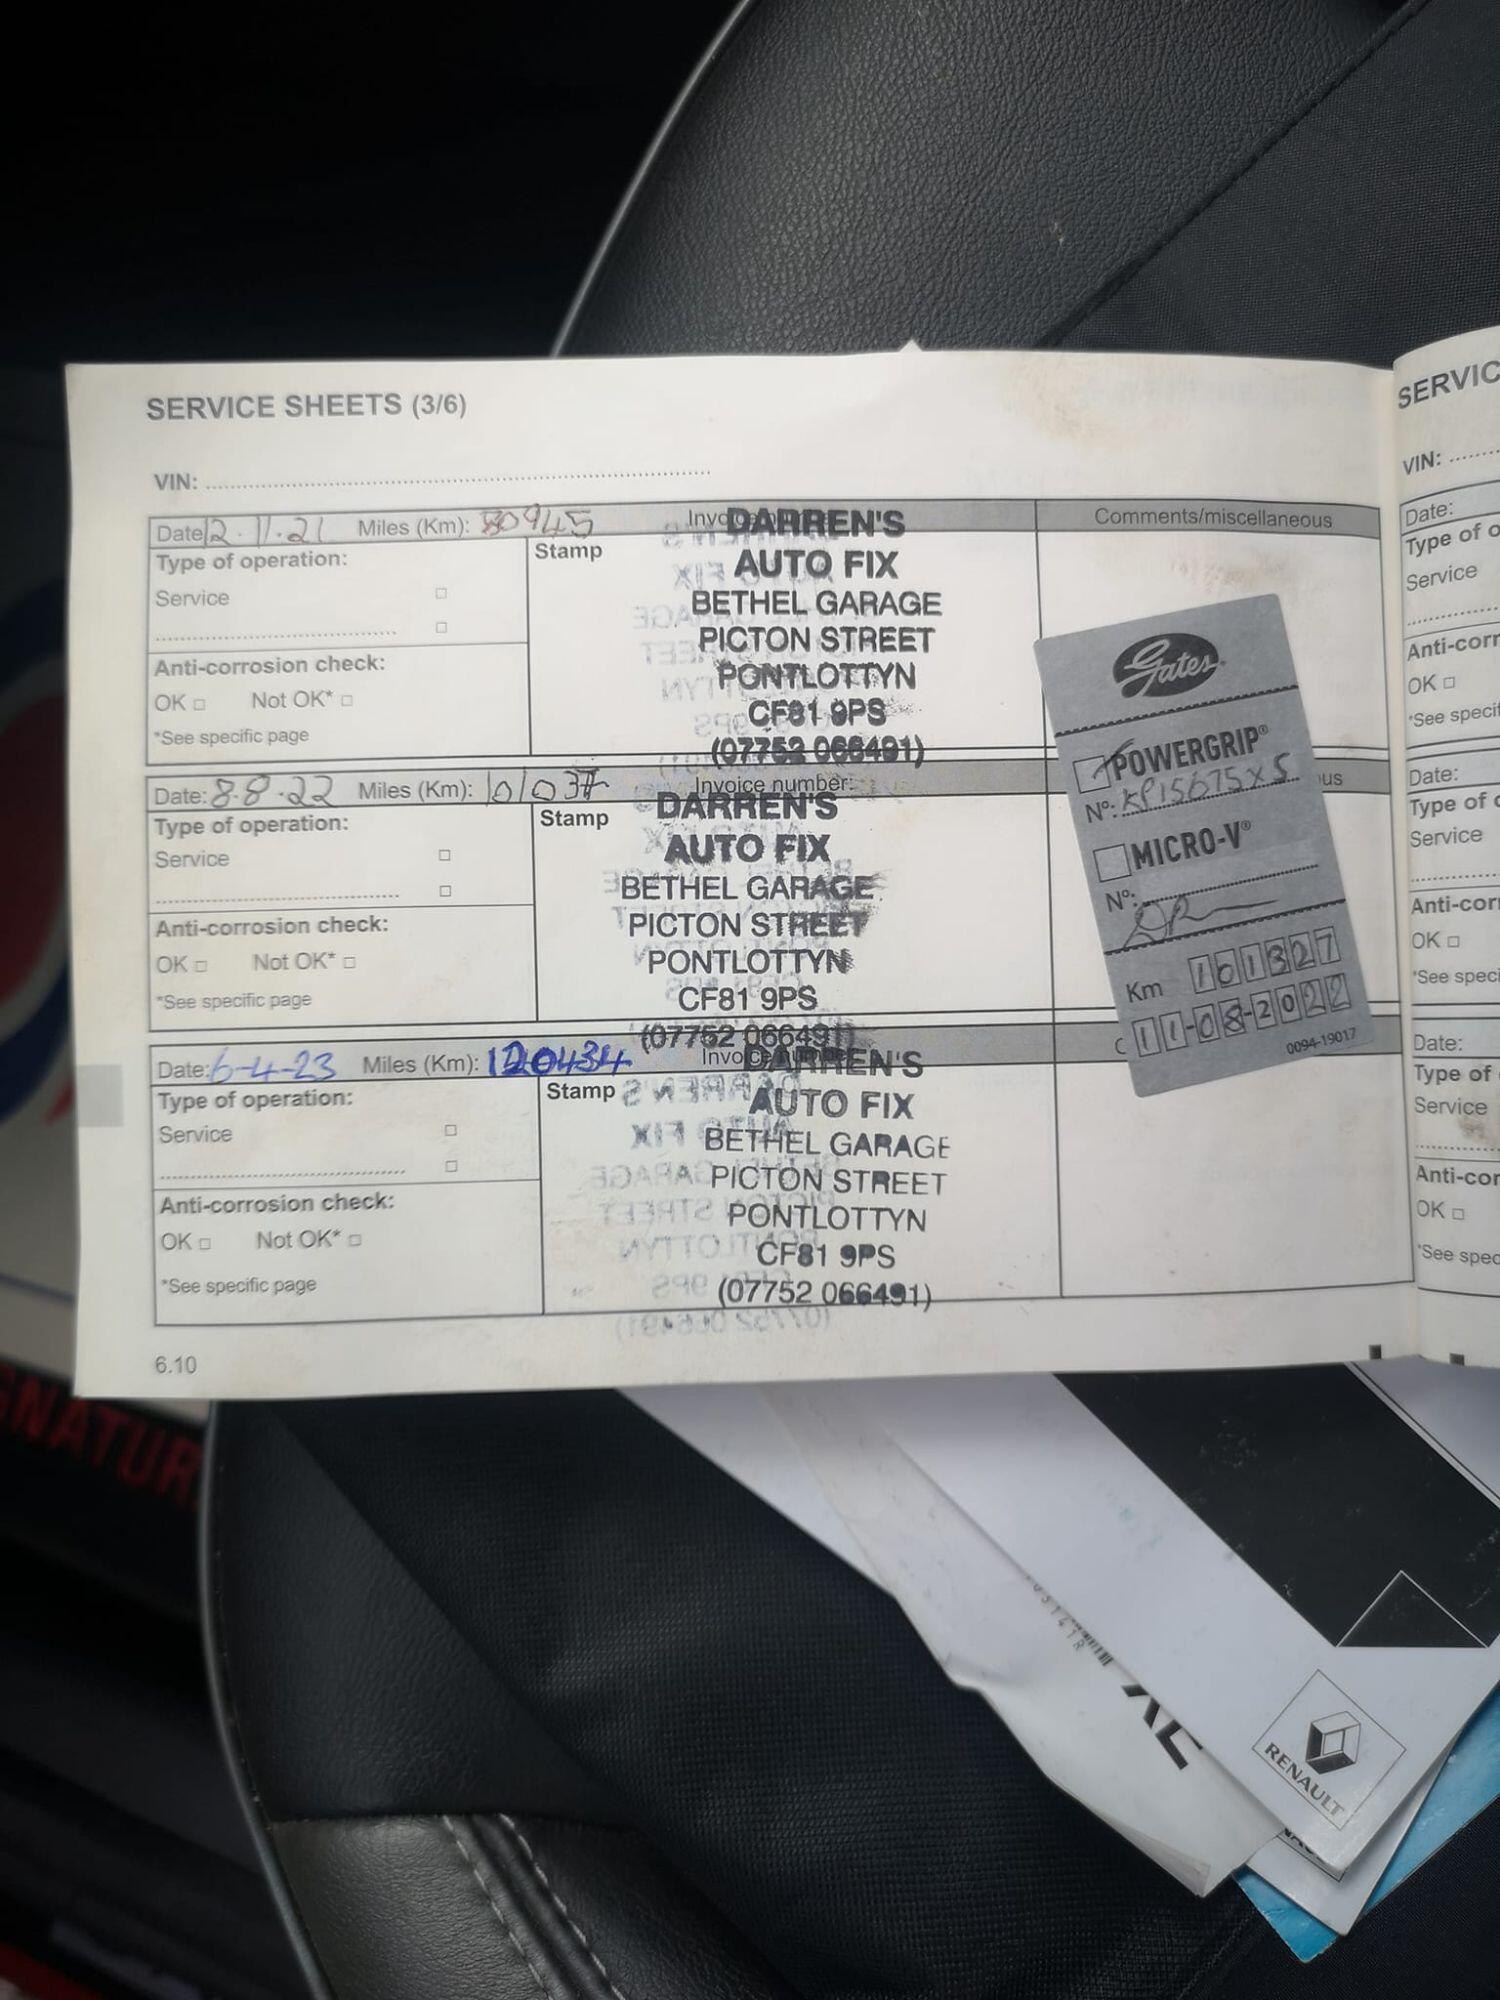 SERVICE SHEETS (3/6)
VIN:
Date 12.11.21 Miles (Km): 80945 Comments/miscellaneous
Type of operation:
Stamp
Service
Anti-corrosion check:
OK □ Not OK* □
*See specific page
DARREN'S
AUTO FIX
BETHEL GARAGE
PICTON STREET
PONTLOTTYN
CF81 9PS
(07752 066491)
Date: 8.8.22 Miles (Km): 101037 Invoice number:
Type of operation:
Stamp
Service
Anti-corrosion check:
OK □ Not OK* □
*See specific page
DARREN'S
AUTO FIX
BETHEL GARAGE
PICTON STREET
PONTLOTTYN
CF81 9PS
(07752 066491)
Gates
POWERGRIP®
Nº: KP15675XS
MICRO-V®
Nº:
Km 101327
11-08-2022
0094-19017
Date: 6-4-23 Miles (Km): 120434
Type of operation:
Stamp
Service
Anti-corrosion check:
OK □ Not OK* □
*See specific page
DARREN'S
AUTO FIX
BETHEL GARAGE
PICTON STREET
PONTLOTTYN
CF81 9PS
(07752 066491)
6.10
SERVIC
VIN:
Date:
Type of o
Service
Anti-corr
OK □
*See specif
Date:
Type of o
Service
Anti-cor
OK □
*See speci
Date:
Type of
Service
Anti-cor
OK □
*See spec
GNATUR
RENAULT